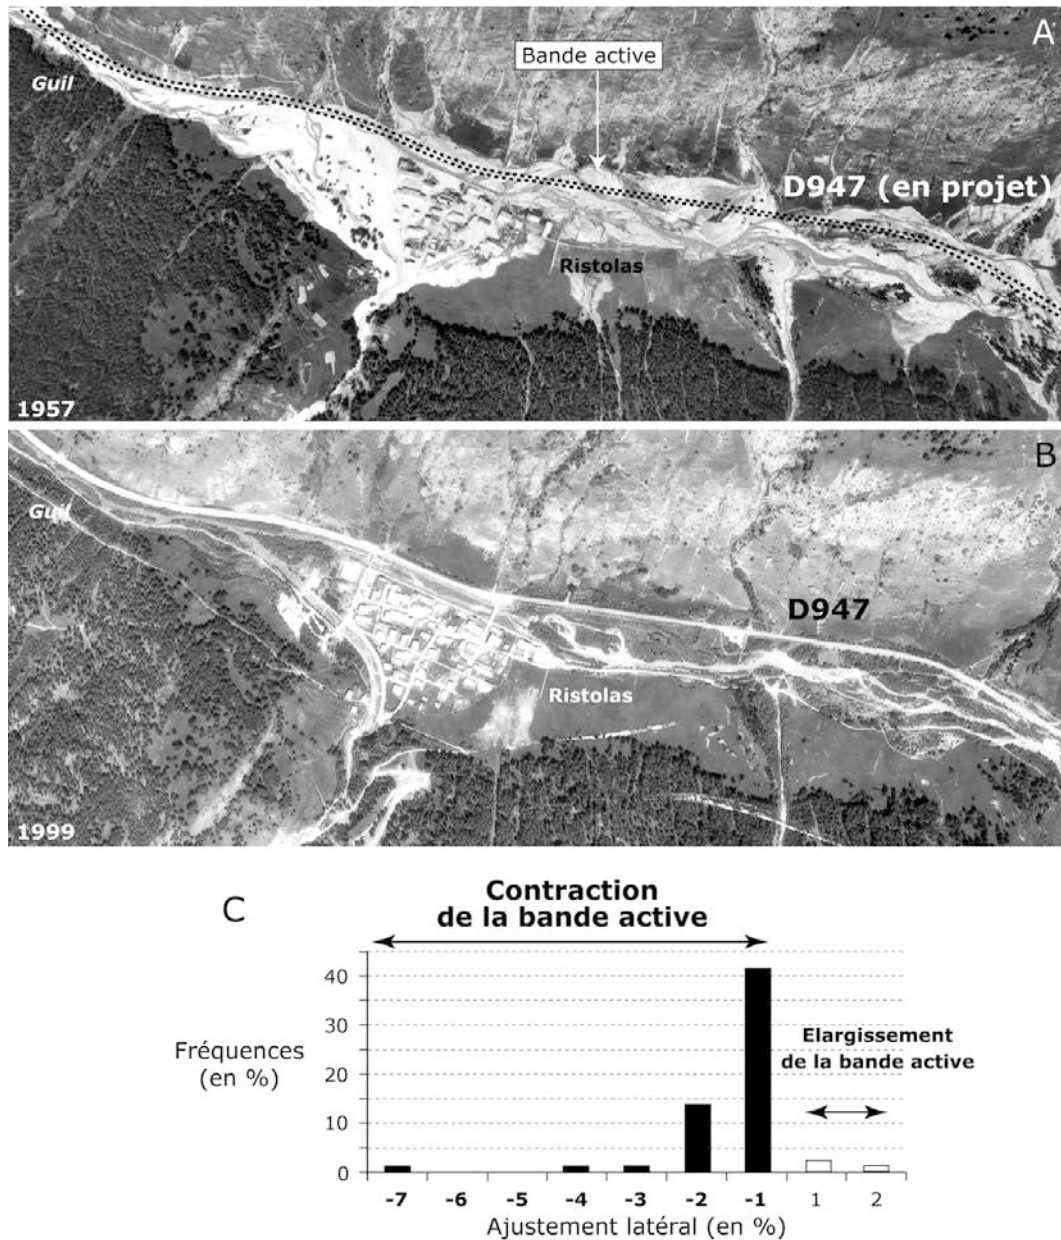 A
Guil
Bande active
D947 (en projet)
Ristolas
1957
B
Guil
D947
Ristolas
1999
C
Contraction
de la bande active
40
30
20
10
0
Fréquences
(en %)
Elargissement
de la bande active
-7 -6 -5 -4 -3 -2 -1 1 2
Ajustement latéral (en %)